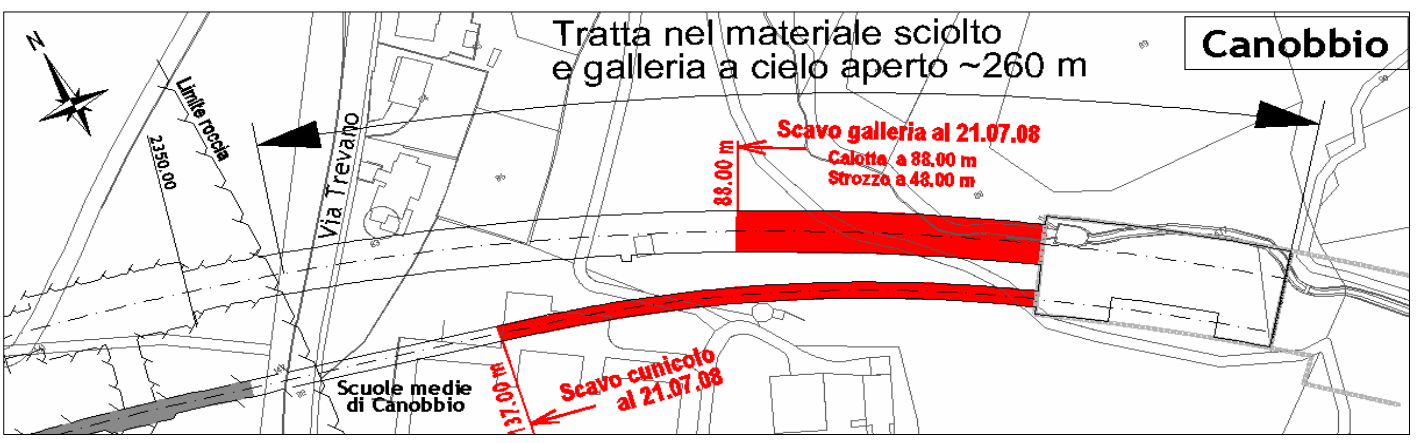 Tratta nel materiale sciolto
e galleria a cielo aperto ~260 m
Canobbio
N
Limite roccia
2350.00
Via Trevano
88.00 m
Scavo galleria al 21.07.08
Calotta a 88.00 m
Strozzo a 48.00 m
137.00 m
Scavo cunicolo
al 21.07.08
Scuole medie
di Canobbio